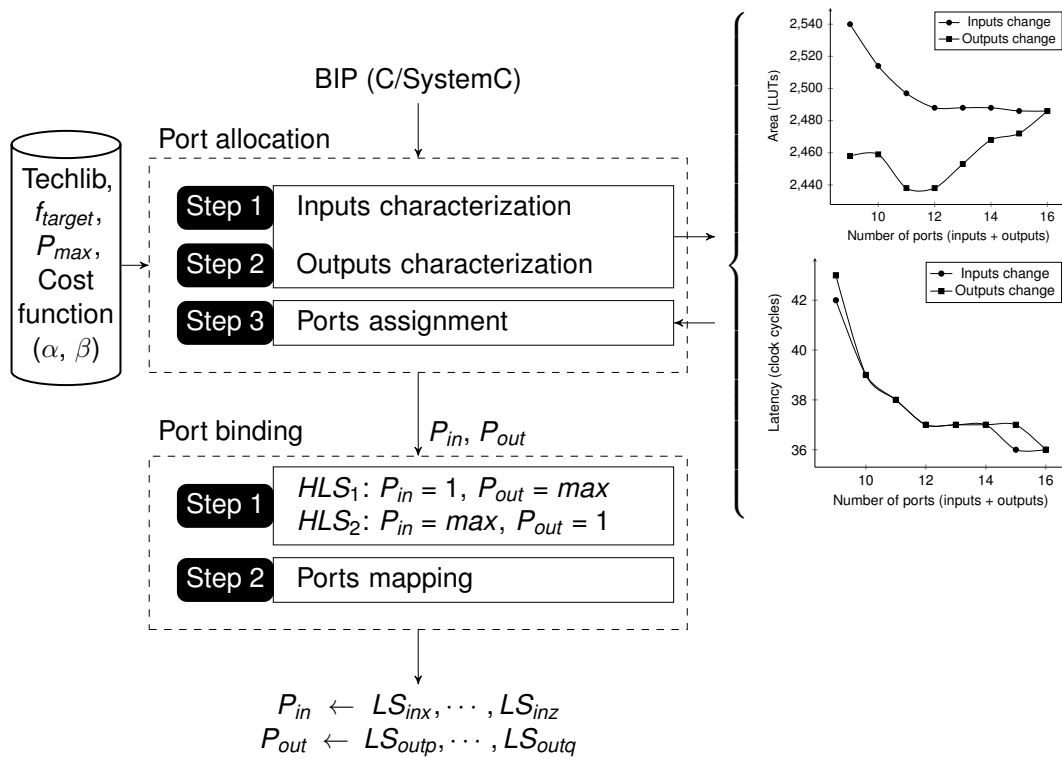 BIP (C/SystemC)
Port allocation
Techlib,
f_target,
P_max,
Cost
function
(α, β)
Step 1 Inputs characterization
Step 2 Outputs characterization
Step 3 Ports assignment
P_in, P_out
Port binding
Step 1
HLS_1: P_in = 1, P_out = max
HLS_2: P_in = max, P_out = 1
Step 2 Ports mapping
P_in ← LS_inx, ⋯ , LS_inz
P_out ← LS_outp, ⋯ , LS_outq
Inputs change
Outputs change
Area (LUTs)
2,540
2,520
2,500
2,480
2,460
2,440
10 12 14 16
Number of ports (inputs + outputs)
Inputs change
Outputs change
Latency (clock cycles)
42
40
38
36
10 12 14 16
Number of ports (inputs + outputs)